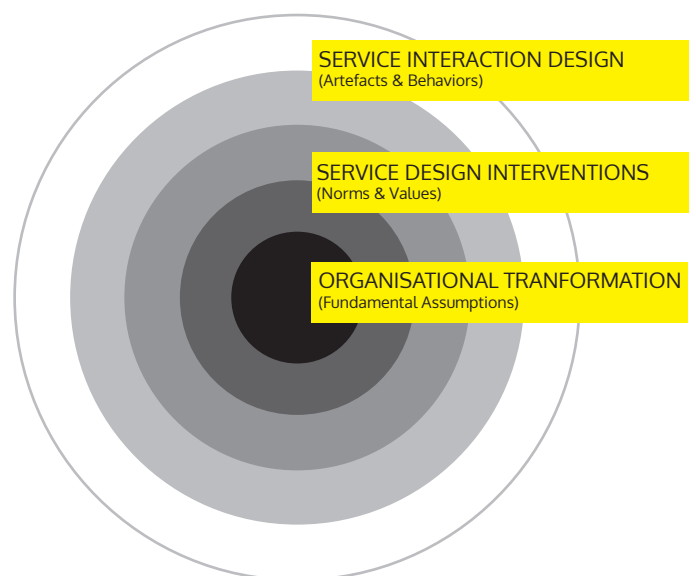 SERVICE INTERACTION DESIGN
(Artefacts & Behaviors)
SERVICE DESIGN INTERVENTIONS
(Norms & Values)
ORGANISATIONAL TRANFORMATION
(Fundamental Assumptions)